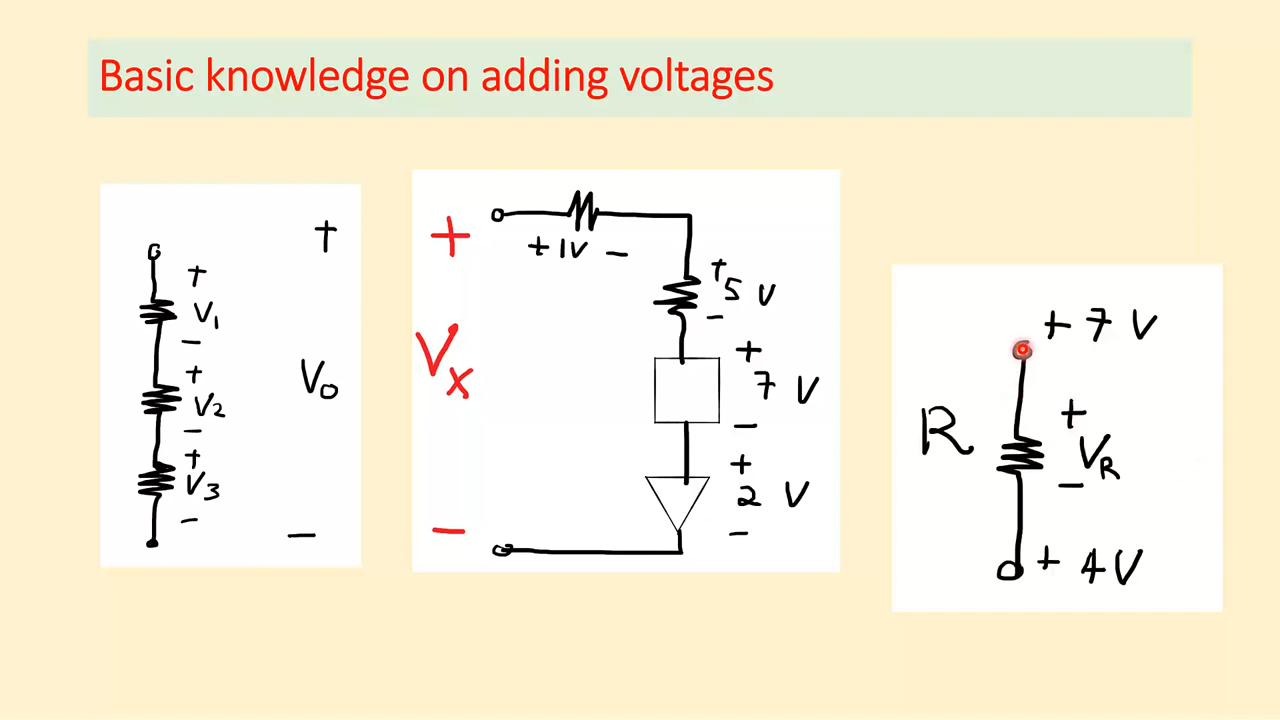 Basic knowledge on adding voltages
+
V1
−
+
V2
−
+
V3
−
+
V0
−
+
Vx
−
+ 1V −
+
5 V
−
+
7 V
−
+
2 V
−
+ 7 V
R
+
VR
−
+ 4V